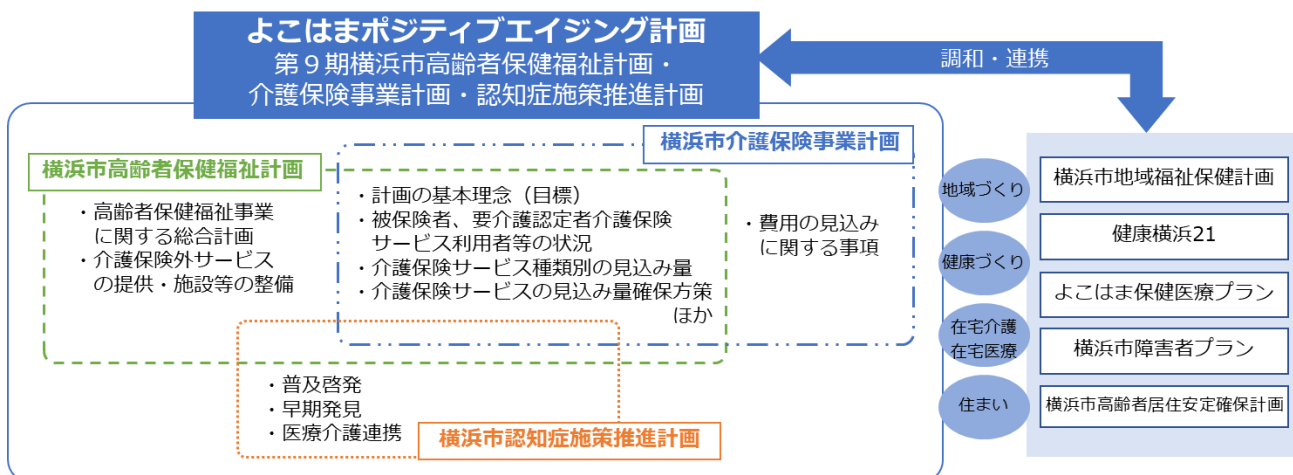 よこはまポジティブエイジング計画
第９期横浜市高齢者保健福祉計画・
介護保険事業計画・認知症施策推進計画
調和・連携
横浜市介護保険事業計画
横浜市高齢者保健福祉計画
・高齢者保健福祉事業
に関する総合計画
・介護保険外サービス
の提供・施設等の整備
・計画の基本理念（目標）
・被保険者、要介護認定者介護保険
サービス利用者等の状況
・介護保険サービス種類別の見込み量
・介護保険サービスの見込み量確保方策
ほか
・費用の見込み
に関する事項
・普及啓発
・早期発見
・医療介護連携
横浜市認知症施策推進計画
地域づくり
健康づくり
在宅介護
在宅医療
住まい
横浜市地域福祉保健計画
健康横浜21
よこはま保健医療プラン
横浜市障害者プラン
横浜市高齢者居住安定確保計画